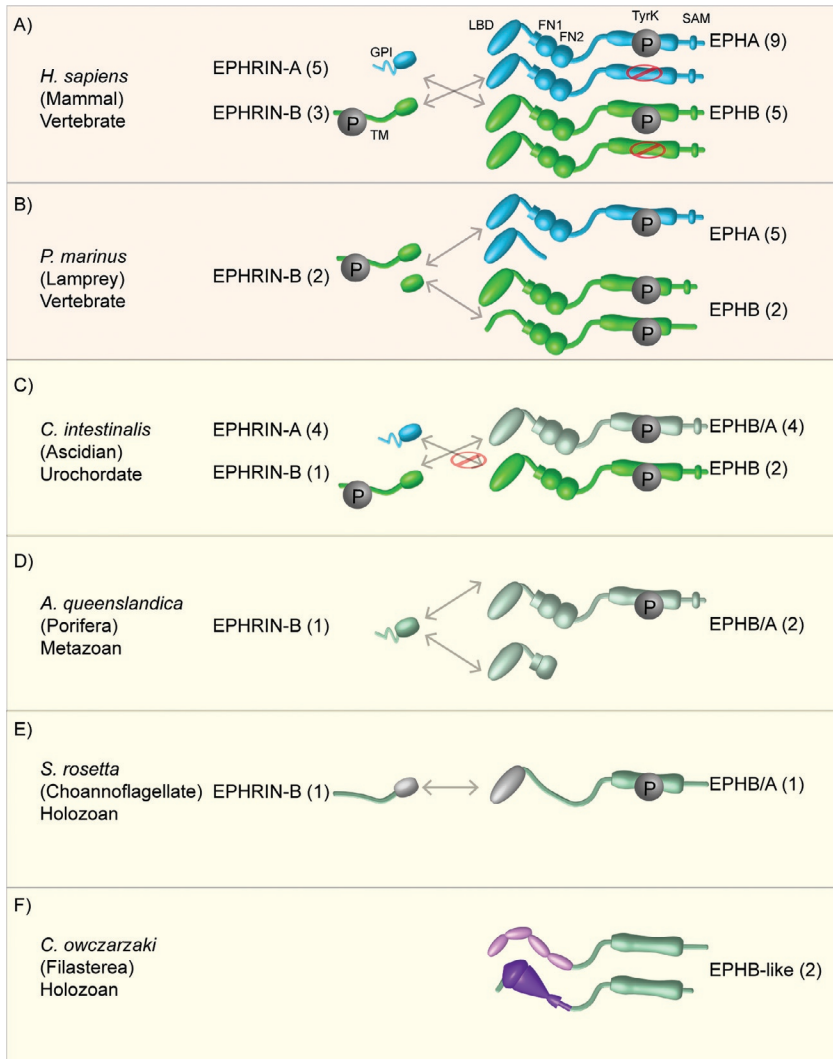 A)
H. sapiens
(Mammal)
Vertebrate
EPHRIN-A (5)
EPHRIN-B (3)
GPI
P
TM
LBD
FN1
FN2
TyrK
SAM
P
P
EPHA (9)
EPHB (5)
B)
P. marinus
(Lamprey)
Vertebrate
EPHRIN-B (2)
P
P
P
P
EPHA (5)
EPHB (2)
C)
C. intestinalis
(Ascidian)
Urochordate
EPHRIN-A (4)
EPHRIN-B (1)
P
P
P
EPHB/A (4)
EPHB (2)
D)
A. queenslandica
(Porifera)
Metazoan
EPHRIN-B (1)
P
EPHB/A (2)
E)
S. rosetta
(Choannoflagellate)
Holozoan
EPHRIN-B (1)
P
EPHB/A (1)
F)
C. owczarzaki
(Filasterea)
Holozoan
EPHB-like (2)